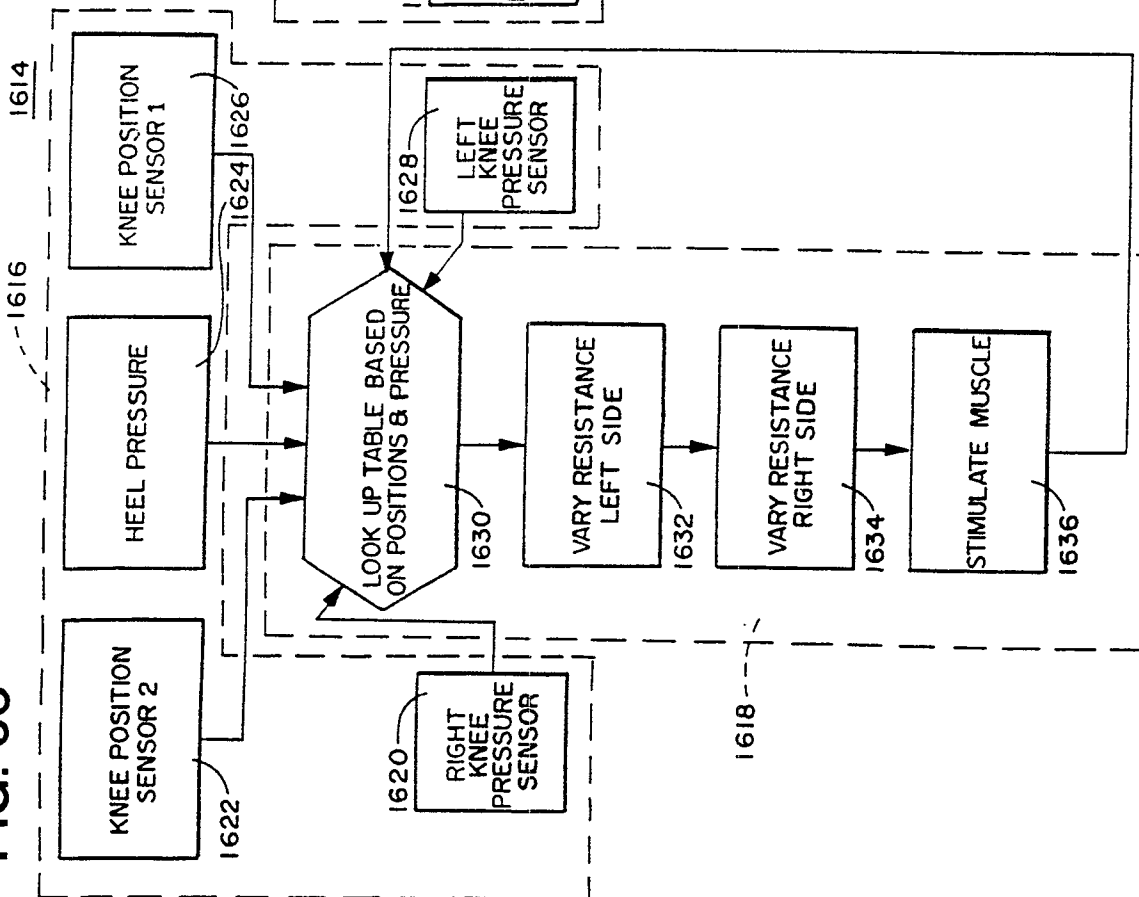 1614
1616
KNEE POSITION
SENSOR 2
1622
HEEL PRESSURE
1624
KNEE POSITION
SENSOR 1
1626
RIGHT
KNEE
PRESSURE
SENSOR
1620
LOOK UP TABLE BASED
ON POSITIONS & PRESSURE
1630
LEFT
KNEE
PRESSURE
SENSOR
1628
VARY RESISTANCE
LEFT SIDE
1632
VARY RESISTANCE
RIGHT SIDE
1634
STIMULATE MUSCLE
1636
1618